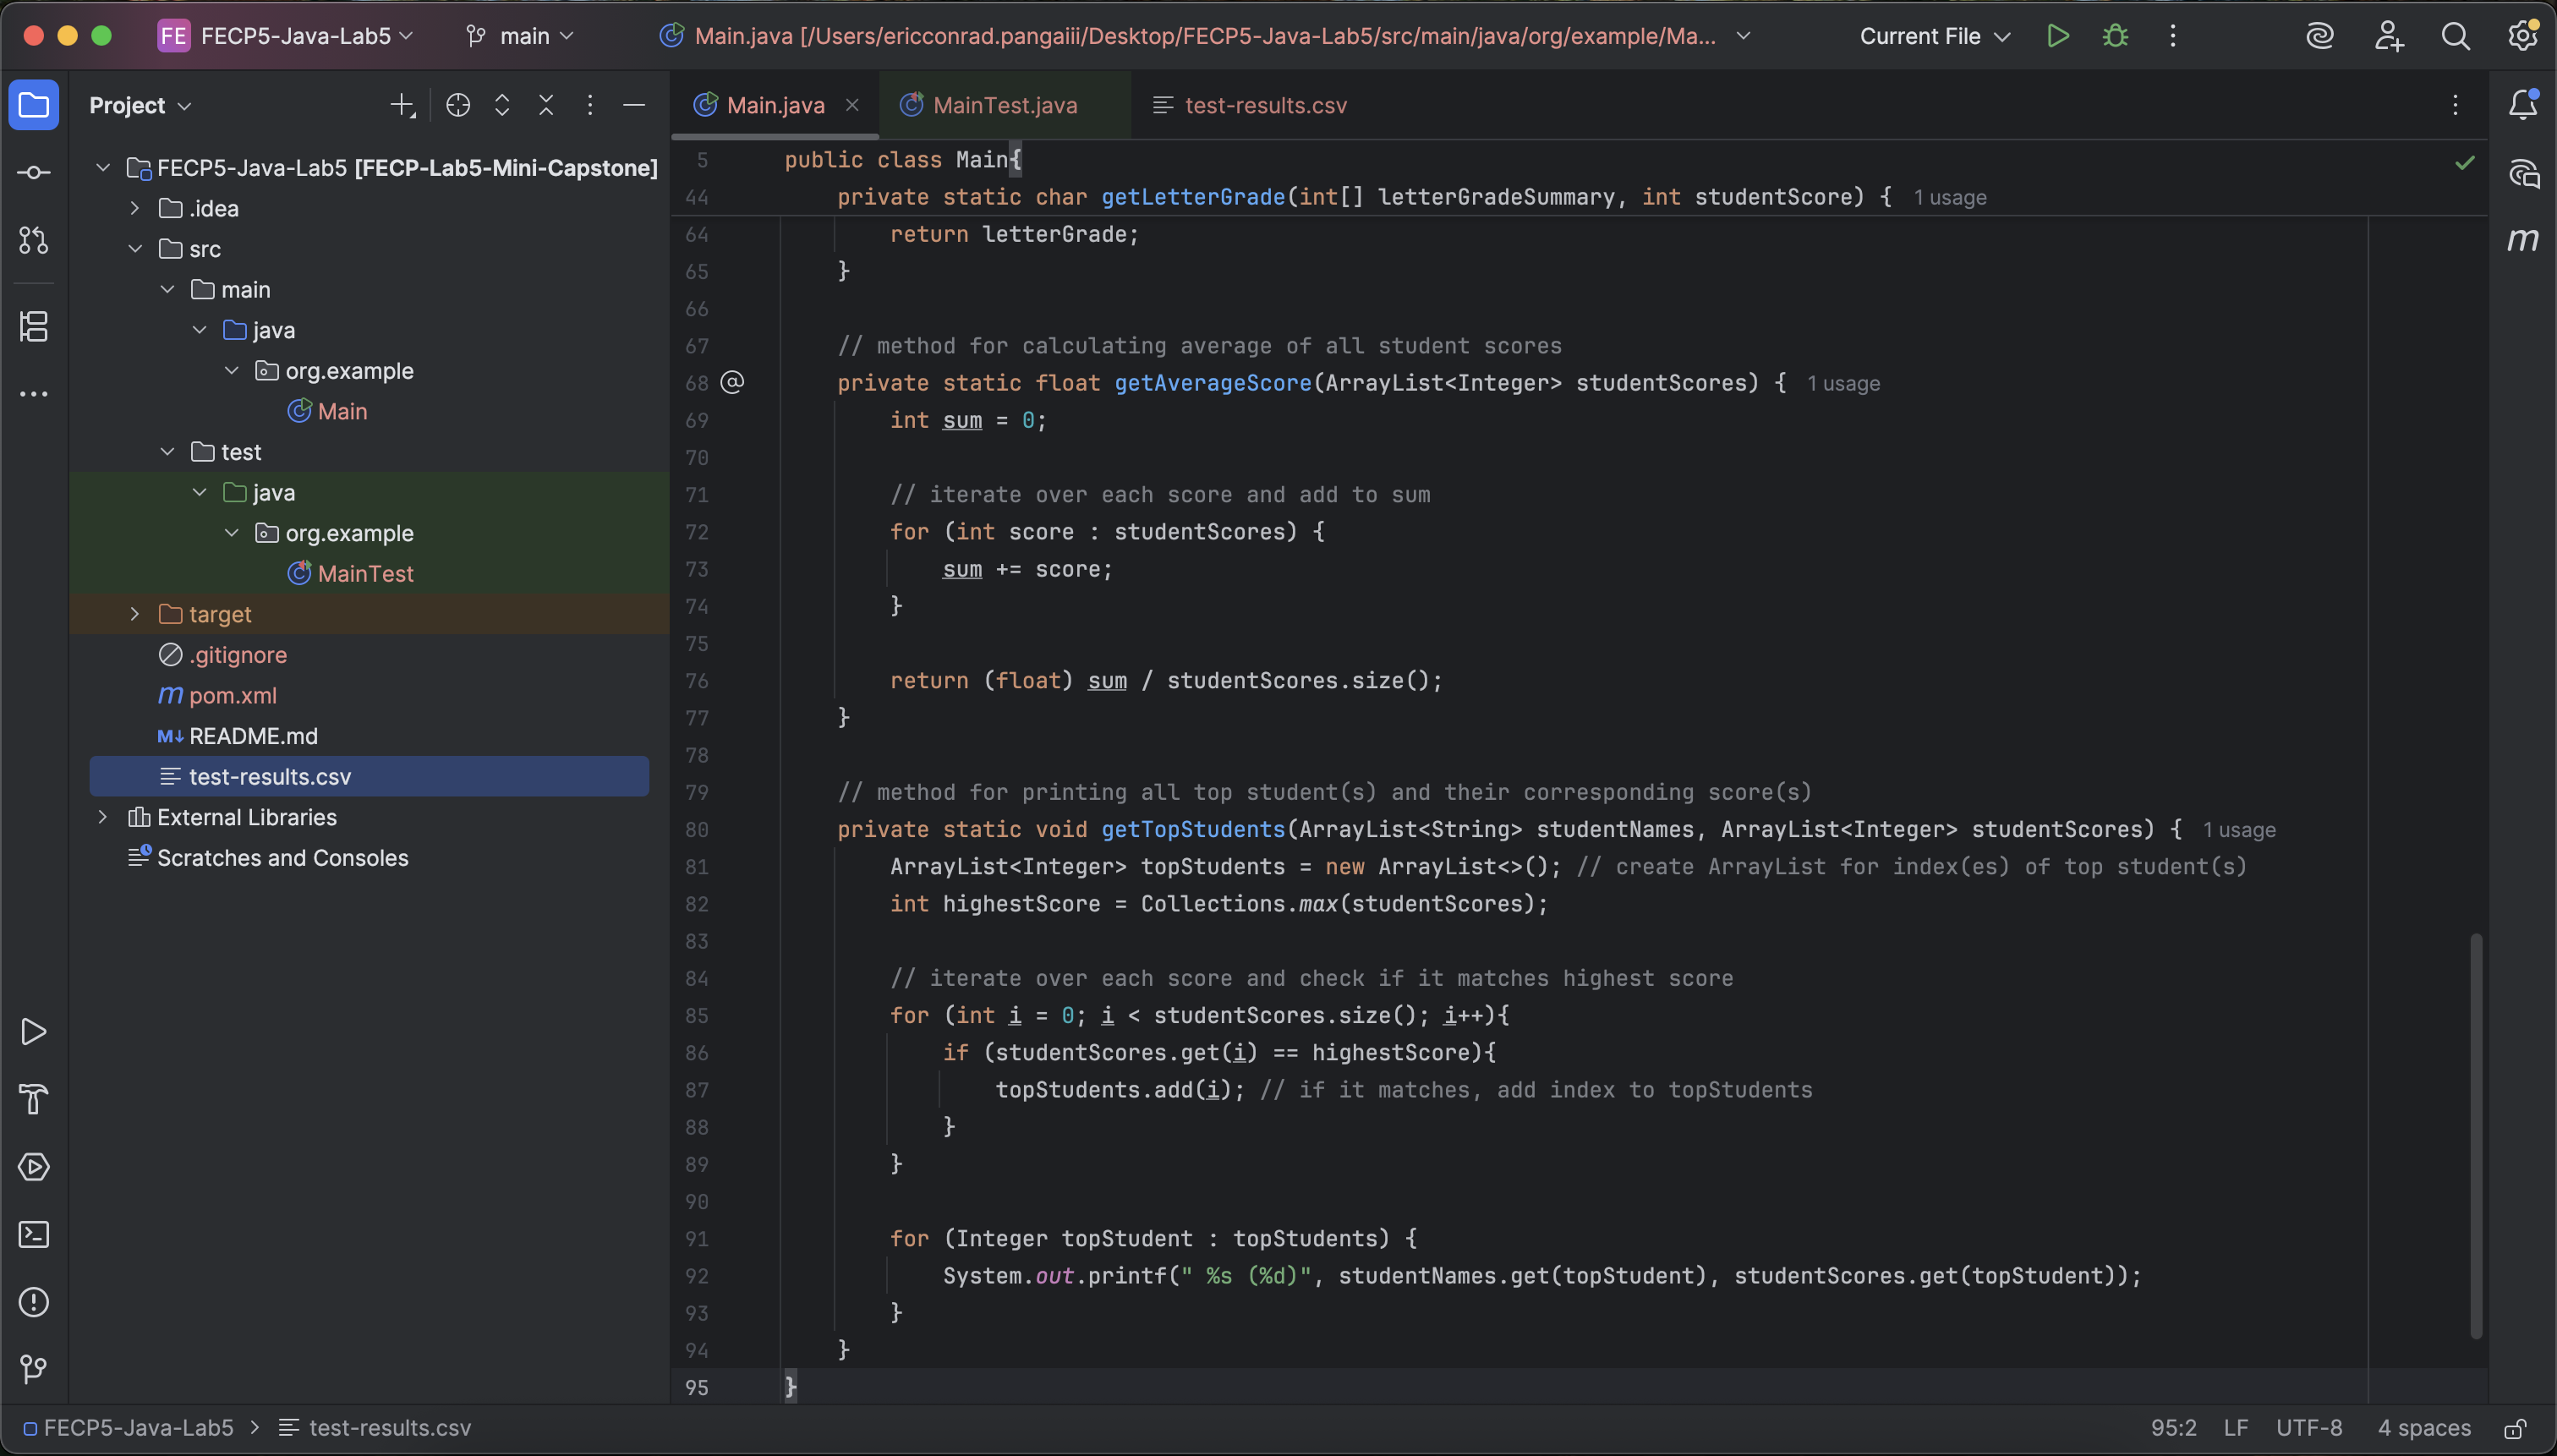 FE FECP5-Java-Lab5 main Main.java [/Users/ericconrad.pangaiii/Desktop/FECP5-Java-Lab5/src/main/java/org/example/Ma... Current File
Project
FECP5-Java-Lab5 [FECP-Lab5-Mini-Capstone]
.idea
src
main
java
org.example
Main
test
java
org.example
MainTest
target
.gitignore
pom.xml
README.md
test-results.csv
External Libraries
Scratches and Consoles
Main.java MainTest.java test-results.csv
5 public class Main{
44 private static char getLetterGrade(int[] letterGradeSummary, int studentScore) { 1 usage
64 return letterGrade;
65 }
66
67 // method for calculating average of all student scores
68 private static float getAverageScore(ArrayList<Integer> studentScores) { 1 usage
69 int sum = 0;
70
71 // iterate over each score and add to sum
72 for (int score : studentScores) {
73 sum += score;
74 }
75
76 return (float) sum / studentScores.size();
77 }
78
79 // method for printing all top student(s) and their corresponding score(s)
80 private static void getTopStudents(ArrayList<String> studentNames, ArrayList<Integer> studentScores) { 1 usage
81 ArrayList<Integer> topStudents = new ArrayList<>(); // create ArrayList for index(es) of top student(s)
82 int highestScore = Collections.max(studentScores);
83
84 // iterate over each score and check if it matches highest score
85 for (int i = 0; i < studentScores.size(); i++){
86 if (studentScores.get(i) == highestScore){
87 topStudents.add(i); // if it matches, add index to topStudents
88 }
89 }
90
91 for (Integer topStudent : topStudents) {
92 System.out.printf(" %s (%d)", studentNames.get(topStudent), studentScores.get(topStudent));
93 }
94 }
95 }
FECP5-Java-Lab5 > test-results.csv 95:2 LF UTF-8 4 spaces